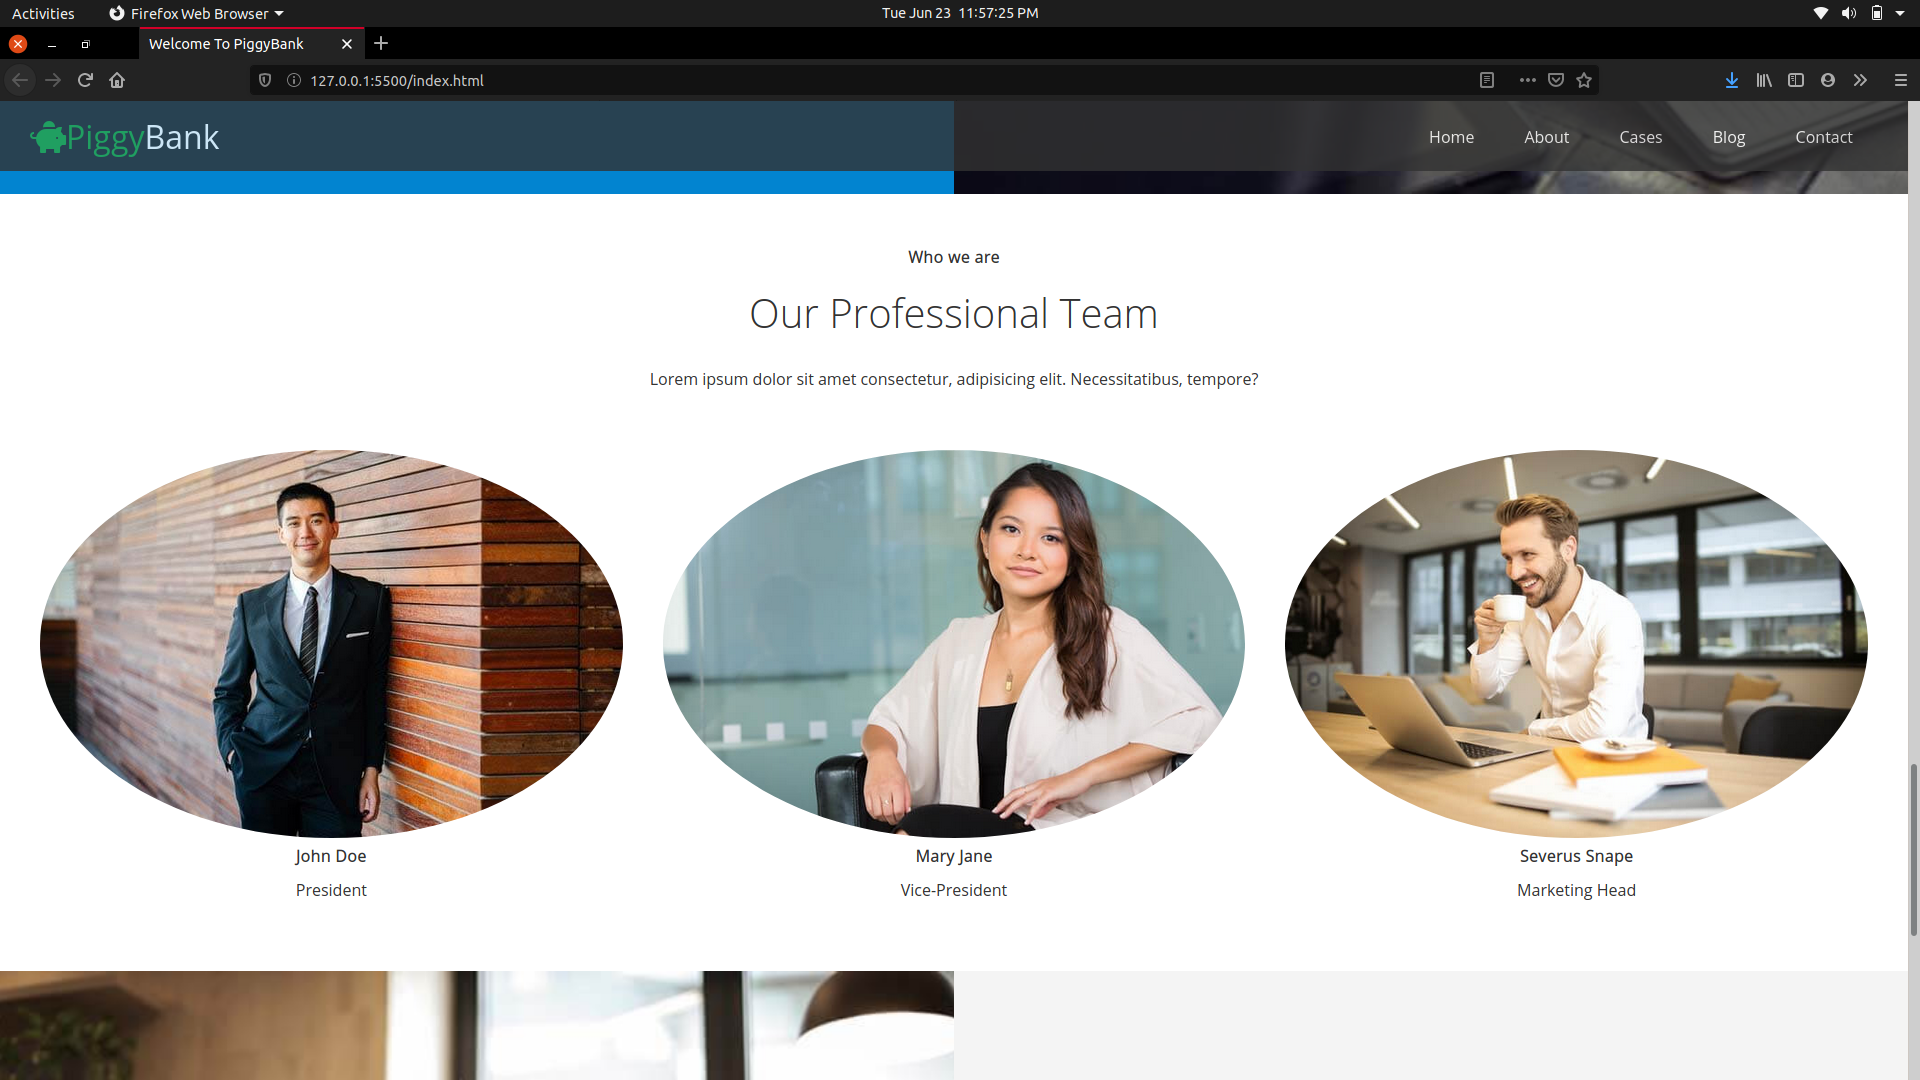 Activities
Firefox Web Browser
Tue Jun 23 11:57:25 PM
Welcome To PiggyBank
127.0.0.1:5500/index.html
PiggyBank
Home
About
Cases
Blog
Contact
Who we are
Our Professional Team
Lorem ipsum dolor sit amet consectetur, adipisicing elit. Necessitatibus, tempore?
John Doe
Mary Jane
Severus Snape
President
Vice-President
Marketing Head